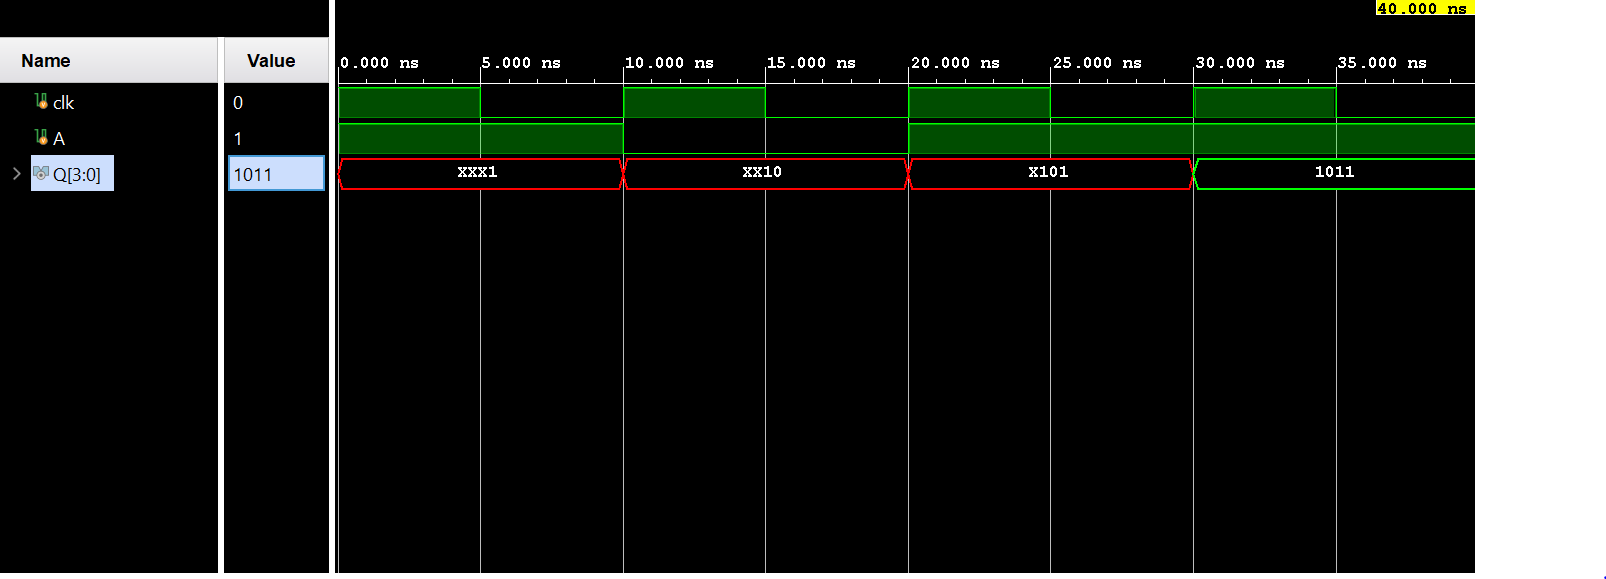 40.000 ns
Name Value
0.000 ns 5.000 ns 10.000 ns 15.000 ns 20.000 ns 25.000 ns 30.000 ns 35.000 ns
clk 0
A 1
Q[3:0] 1011 XXX1 XX10 X101 1011